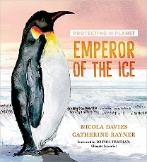 PROTECTING THE PLANET
EMPEROR
OF THE ICE
NICOLA DAVIES
CATHERINE RAYNER